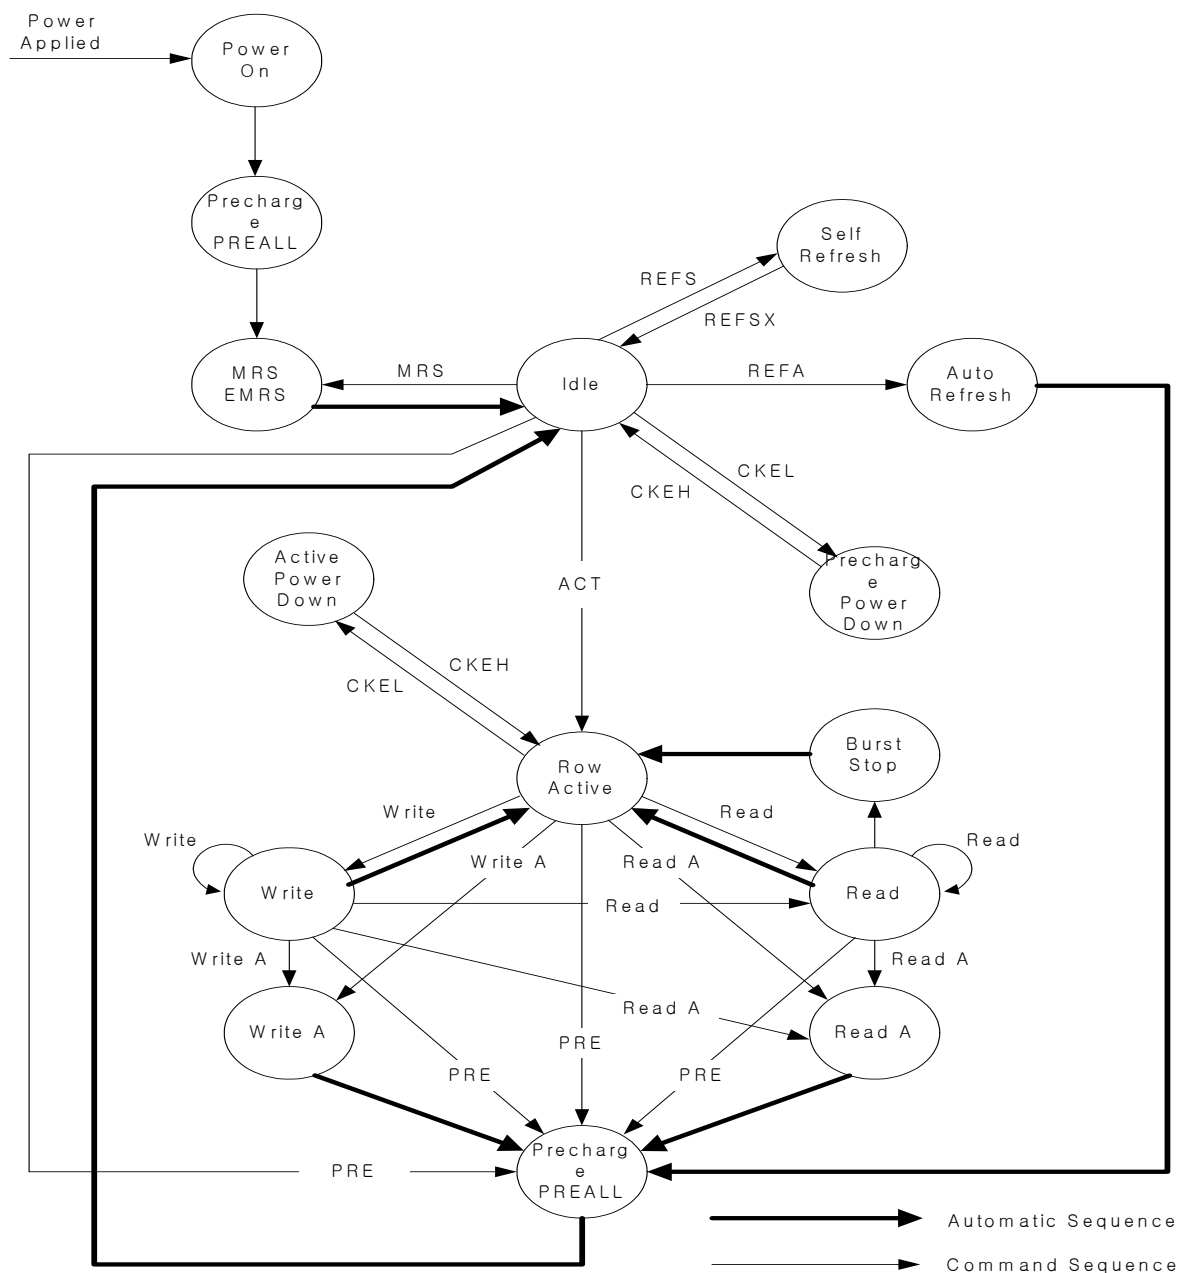 Power
Applied
Power
On
Precharg
e
PREALL
Self
Refresh
REFS
REFSX
MRS
EMRS
MRS
Idle
REFA
Auto
Refresh
CKEL
CKEH
Active
Power
Down
ACT
Precharg
e
Power
Down
CKEH
CKEL
Burst
Stop
Row
Active
Write
Read
Write
Write A
Read A
Read
Write
Read
Read
Write A
Read A
Write A
Read A
Read A
PRE
PRE
PRE
Precharg
e
PREALL
PRE
Automatic Sequence
Command Sequence